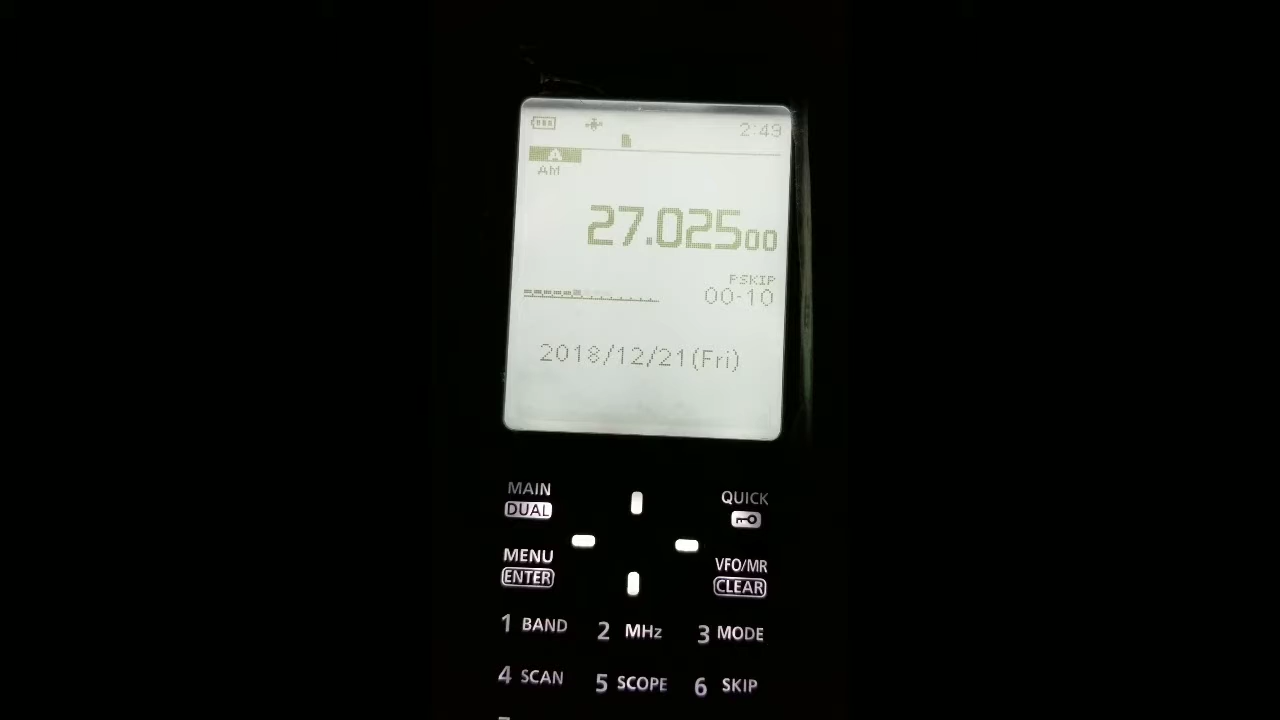 2:49
A
AM
27.02500
PSKIP
00-10
2018/12/21(Fri)
MAIN
QUICK
DUAL
MENU
VFO/MR
ENTER
CLEAR
1 BAND 2 MHz 3 MODE
4 SCAN 5 SCOPE 6 SKIP